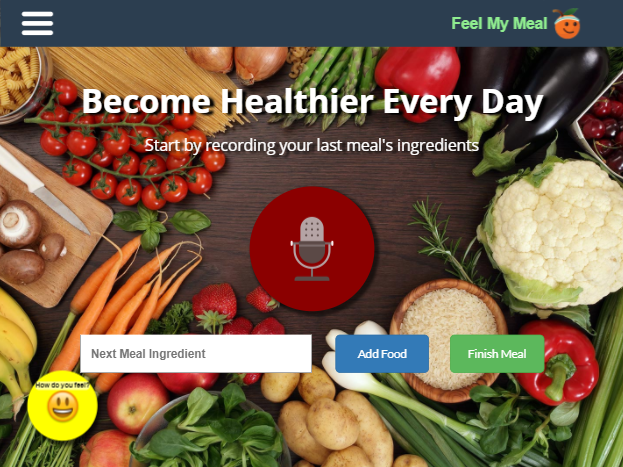 Feel My Meal
Become Healthier Every Day
Start by recording your last meal's ingredients
Next Meal Ingredient
Add Food
Finish Meal
How do you feel?